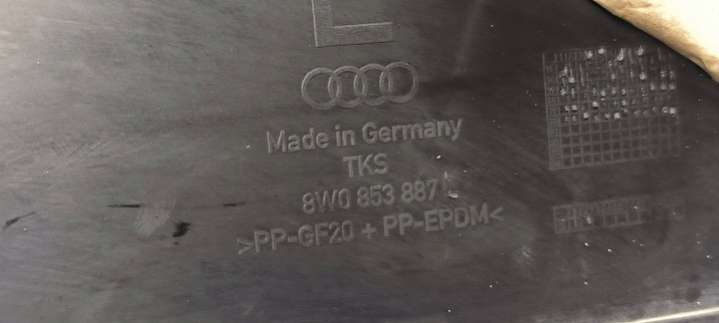 L
Made in Germany
TKS
8W0 853 887
>PP-GF20 + PP-EPDM<